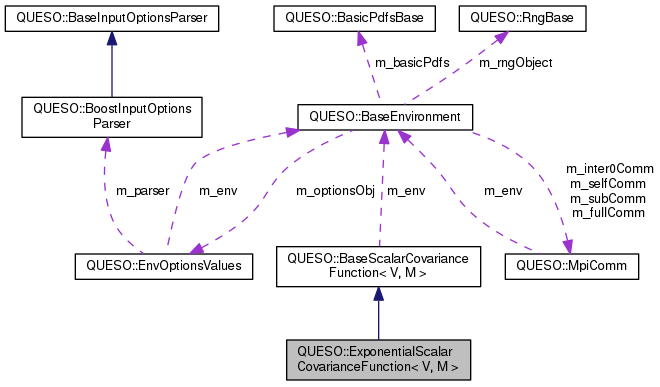 QUESO::BaseInputOptionsParser
QUESO::BasicPdfsBase
QUESO::RngBase
m_basicPdfs
m_rngObject
QUESO::BoostInputOptions
Parser
QUESO::BaseEnvironment
m_parser
m_env
m_optionsObj
m_env
m_env
m_inter0Comm
m_selfComm
m_subComm
m_fullComm
QUESO::EnvOptionsValues
QUESO::BaseScalarCovariance
Function< V, M >
QUESO::MpiComm
QUESO::ExponentialScalar
CovarianceFunction< V, M >